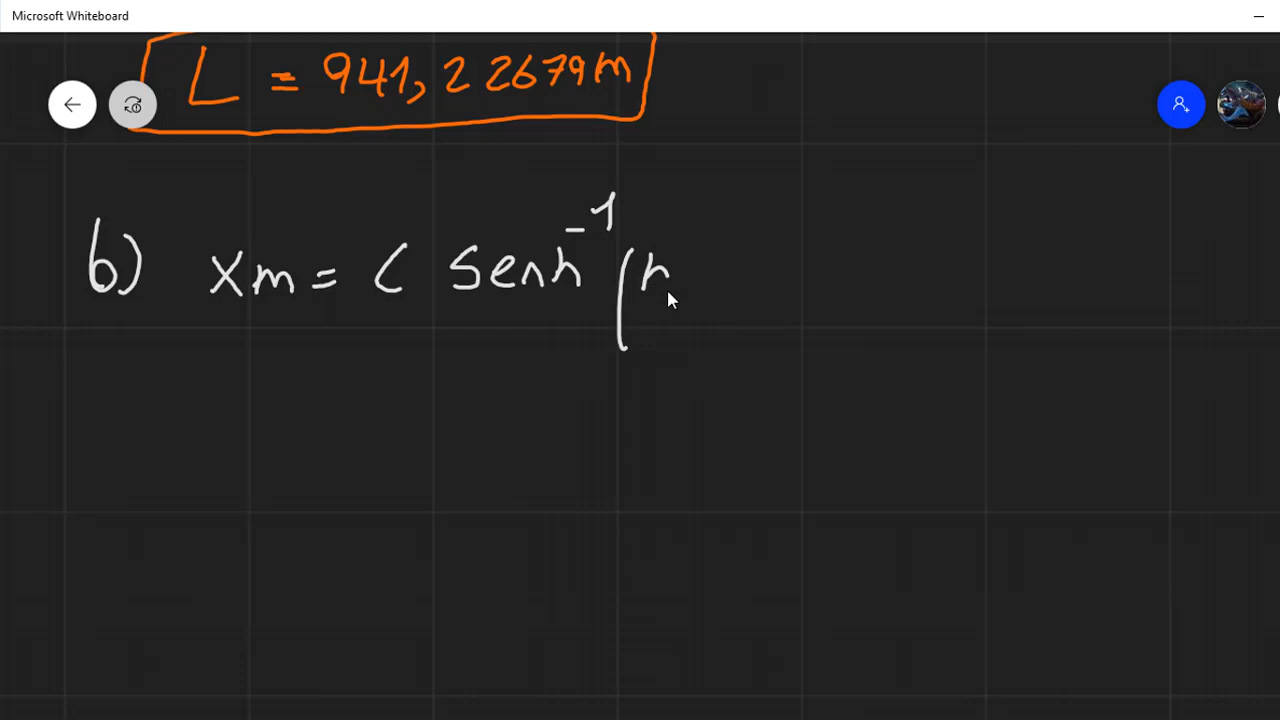 Microsoft Whiteboard
L = 941,22679m
b) xm = C senh⁻¹ (h